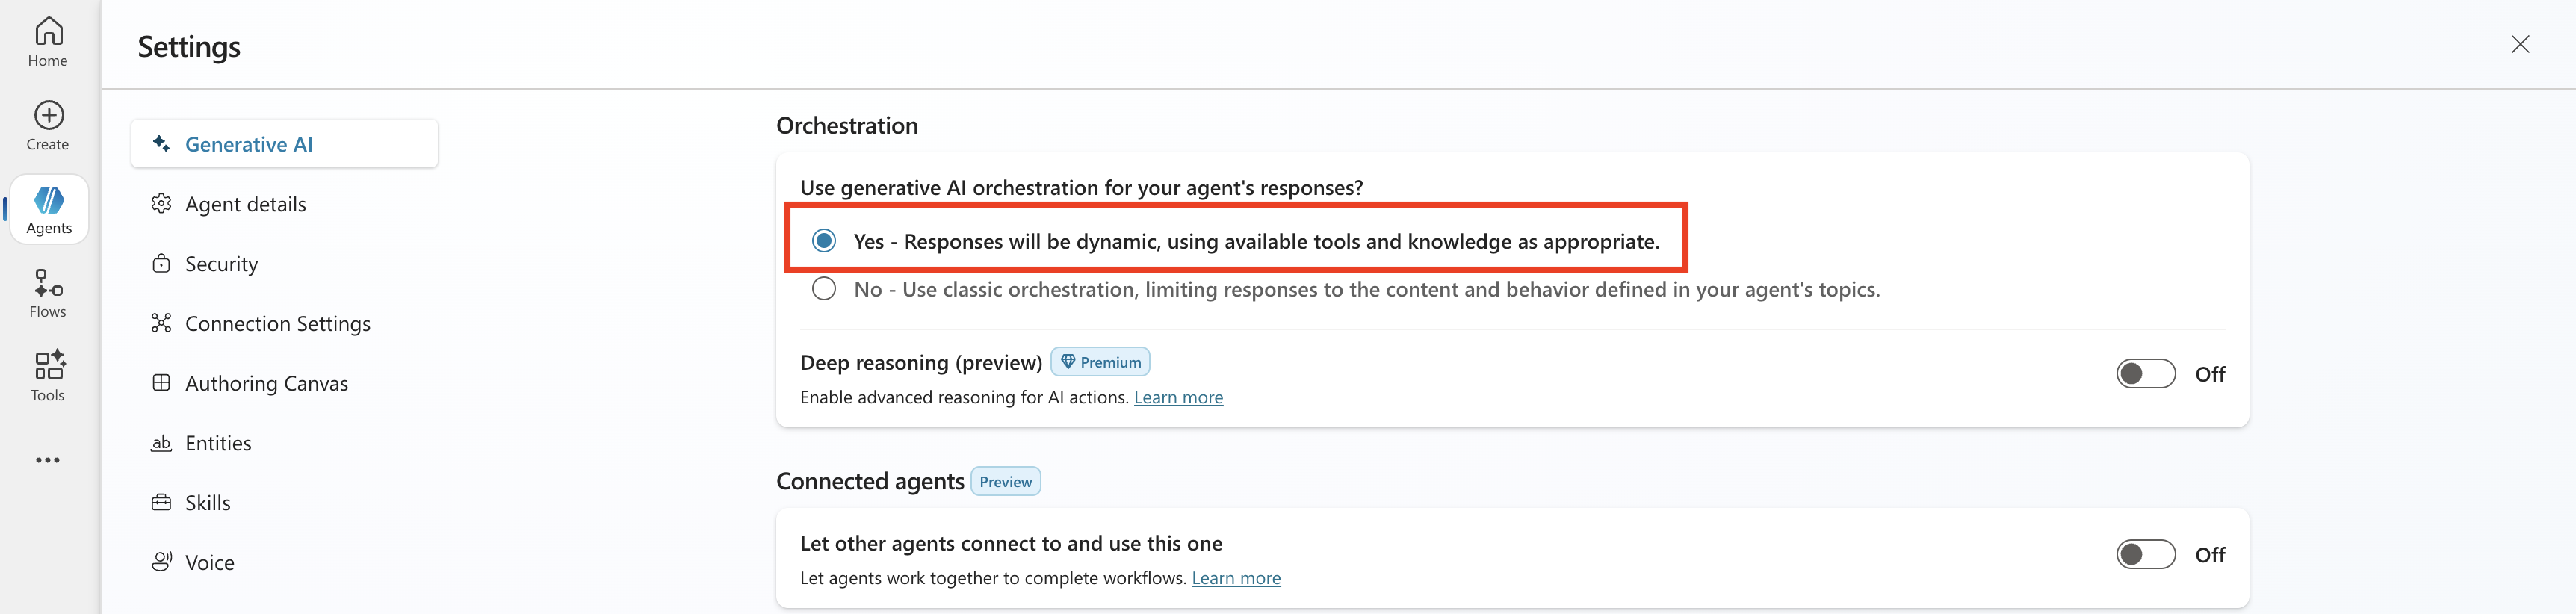 Home
Create
Agents
Flows
Tools
Settings
Generative AI
Agent details
Security
Connection Settings
Authoring Canvas
ab Entities
Skills
Voice
Orchestration
Use generative AI orchestration for your agent's responses?
Yes - Responses will be dynamic, using available tools and knowledge as appropriate.
No - Use classic orchestration, limiting responses to the content and behavior defined in your agent's topics.
Deep reasoning (preview) Premium
Off
Enable advanced reasoning for AI actions. Learn more
Connected agents Preview
Let other agents connect to and use this one
Off
Let agents work together to complete workflows. Learn more